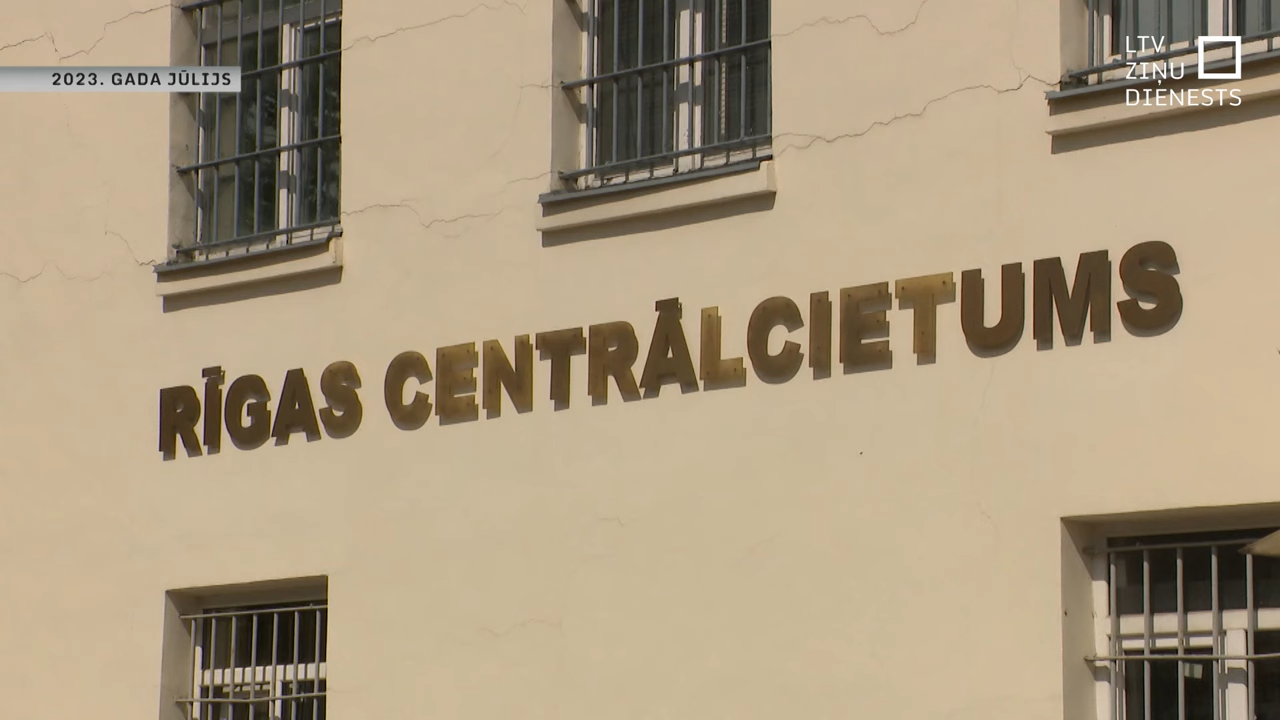 2023. GADA JŪLIJS
LTV
ZIŅU
DIENESTS
RĪGAS CENTRĀLCIETUMS